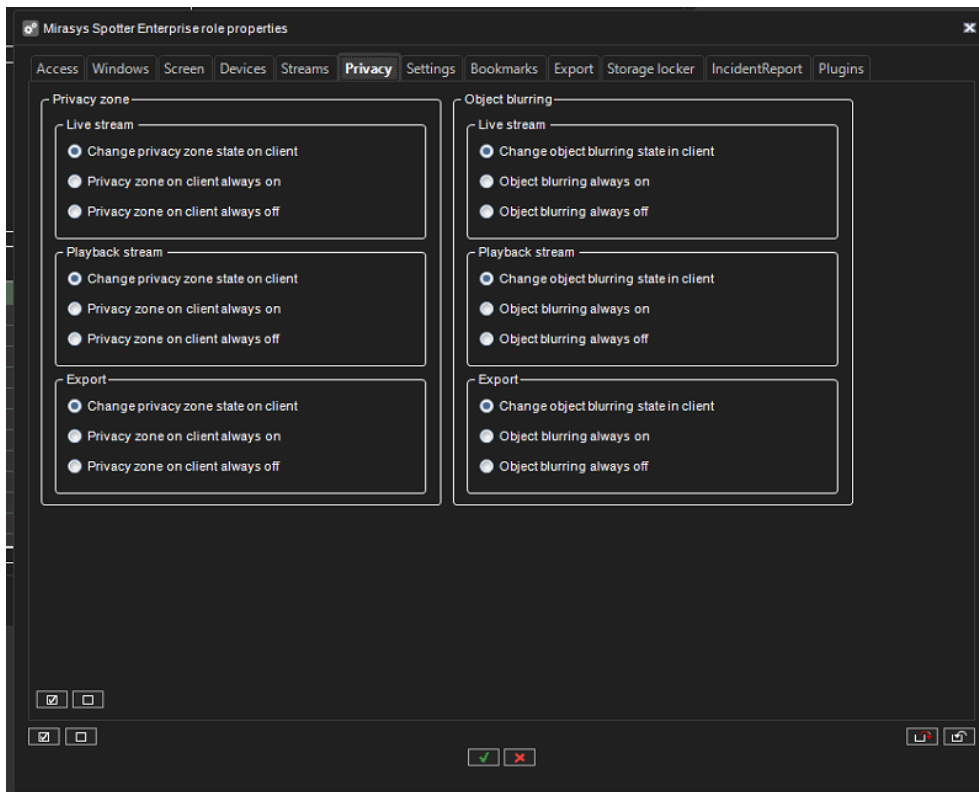 Mirasys Spotter Enterprise role properties
Access Windows Screen Devices Streams Privacy Settings Bookmarks Export Storage locker IncidentReport Plugins
Privacy zone
Live stream
Change privacy zone state on client
Privacy zone on client always on
Privacy zone on client always off
Playback stream
Change privacy zone state on client
Privacy zone on client always on
Privacy zone on client always off
Export
Change privacy zone state on client
Privacy zone on client always on
Privacy zone on client always off
Object blurring
Live stream
Change object blurring state in client
Object blurring always on
Object blurring always off
Playback stream
Change object blurring state in client
Object blurring always on
Object blurring always off
Export
Change object blurring state in client
Object blurring always on
Object blurring always off